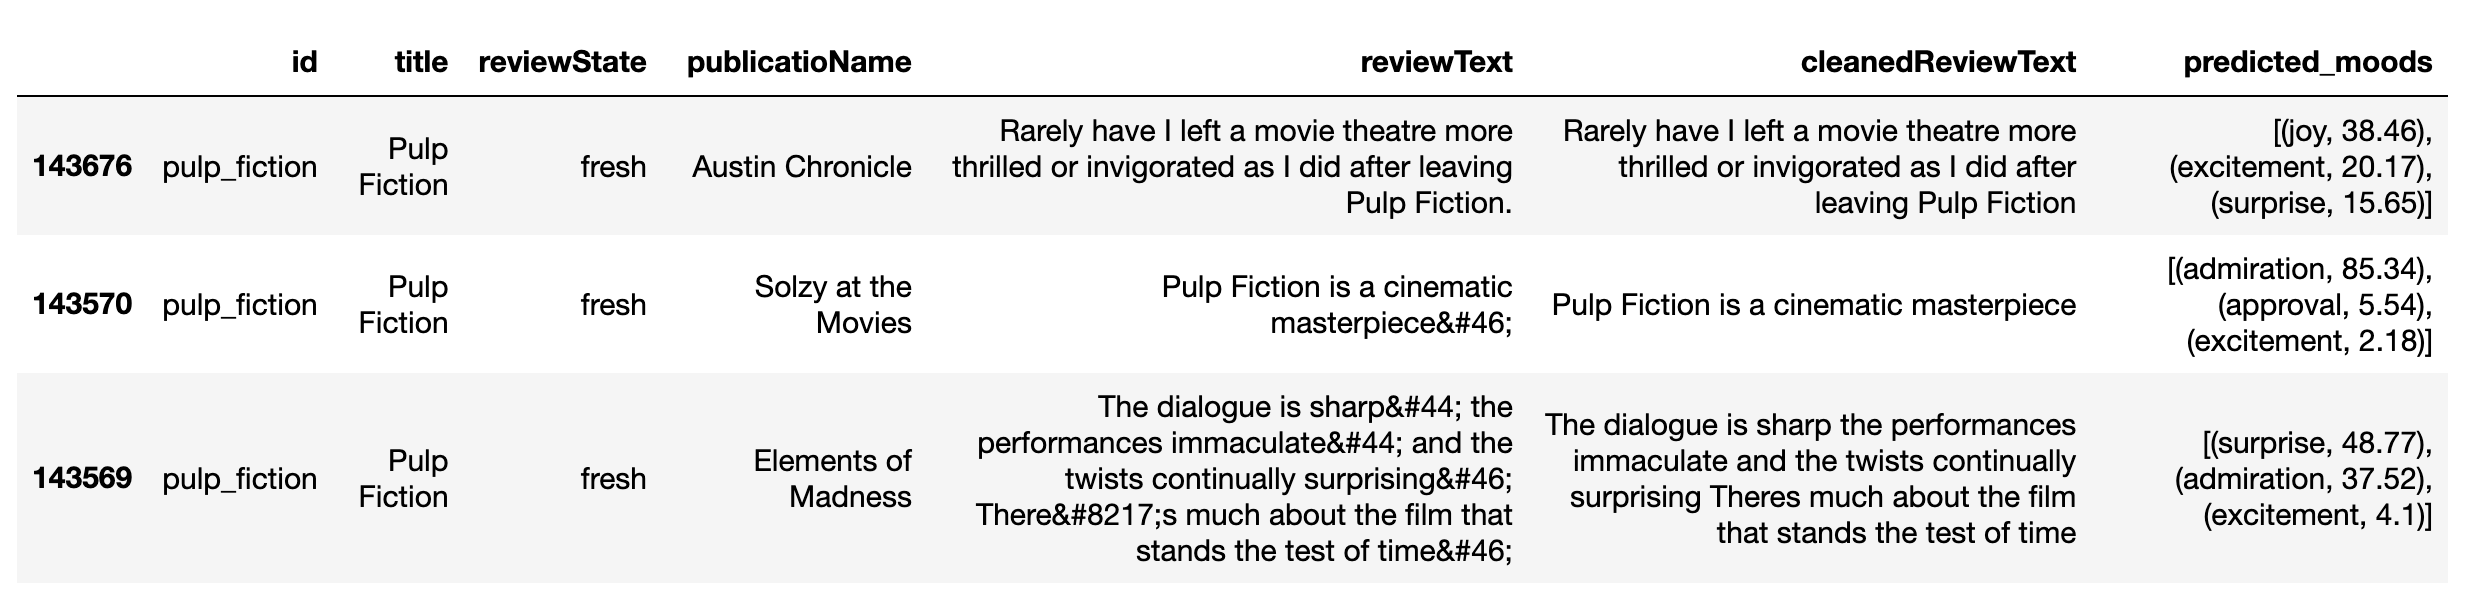 id title reviewState publicatioName reviewText cleanedReviewText predicted_moods
143676 pulp_fiction Pulp Fiction fresh Austin Chronicle Rarely have I left a movie theatre more thrilled or invigorated as I did after leaving Pulp Fiction. Rarely have I left a movie theatre more thrilled or invigorated as I did after leaving Pulp Fiction [(joy, 38.46), (excitement, 20.17), (surprise, 15.65)]
143570 pulp_fiction Pulp Fiction fresh Solzy at the Movies Pulp Fiction is a cinematic masterpiece&#46; Pulp Fiction is a cinematic masterpiece [(admiration, 85.34), (approval, 5.54), (excitement, 2.18)]
143569 pulp_fiction Pulp Fiction fresh Elements of Madness The dialogue is sharp&#44; the performances immaculate&#44; and the twists continually surprising&#46; There&#8217;s much about the film that stands the test of time&#46; The dialogue is sharp the performances immaculate and the twists continually surprising Theres much about the film that stands the test of time [(surprise, 48.77), (admiration, 37.52), (excitement, 4.1)]